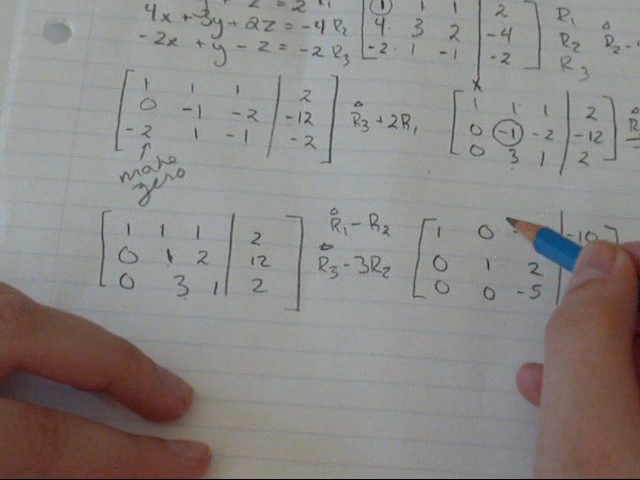 4x+3y+2z=-4 R2
-2x+y-z=-2 R3
1 1 1 2 R1
4 3 2 -4 R2 R2-
-2 1 -1 -2 R3
1 1 1 2
0 -1 -2 -12 R3+2R1
-2 1 -1 -2
make
zero
1 1 1 2
0 -1 -2 -12
0 3 1 2
1 1 1 2 R1-R2
0 1 2 12 R3-3R2
0 3 1 2
1 0 - -10
0 1 2
0 0 -5